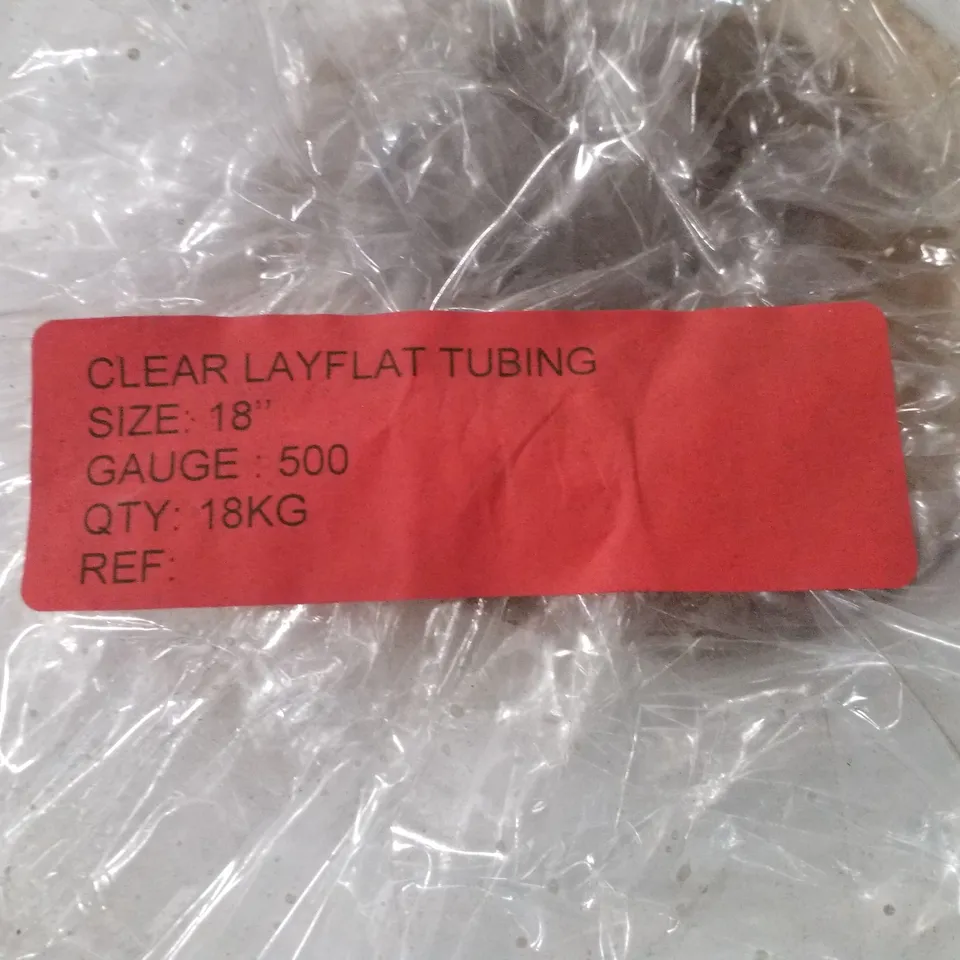 CLEAR LAYFLAT TUBING
SIZE: 18"
GAUGE : 500
QTY: 18KG
REF: